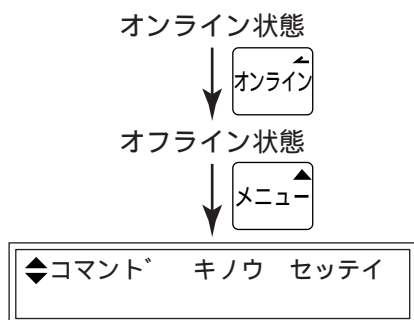 オンライン状態
オンライン
オフライン状態
メニュー
コマンド　キノウ　セッテイ